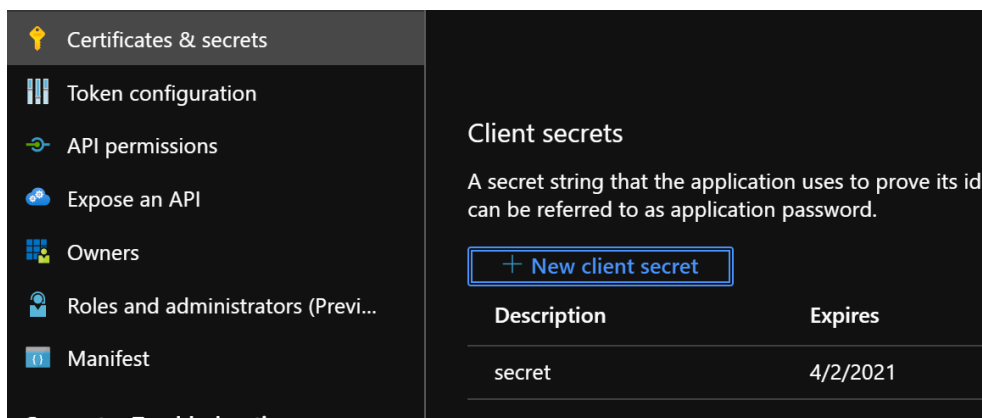 Certificates & secrets
Token configuration
API permissions
Expose an API
Owners
Roles and administrators (Previ...
Manifest
Client secrets
A secret string that the application uses to prove its id
can be referred to as application password.
+ New client secret
Description Expires
secret 4/2/2021